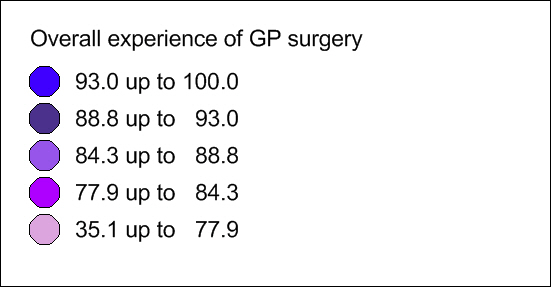 Overall experience of GP surgery
93.0 up to 100.0
88.8 up to 93.0
84.3 up to 88.8
77.9 up to 84.3
35.1 up to 77.9